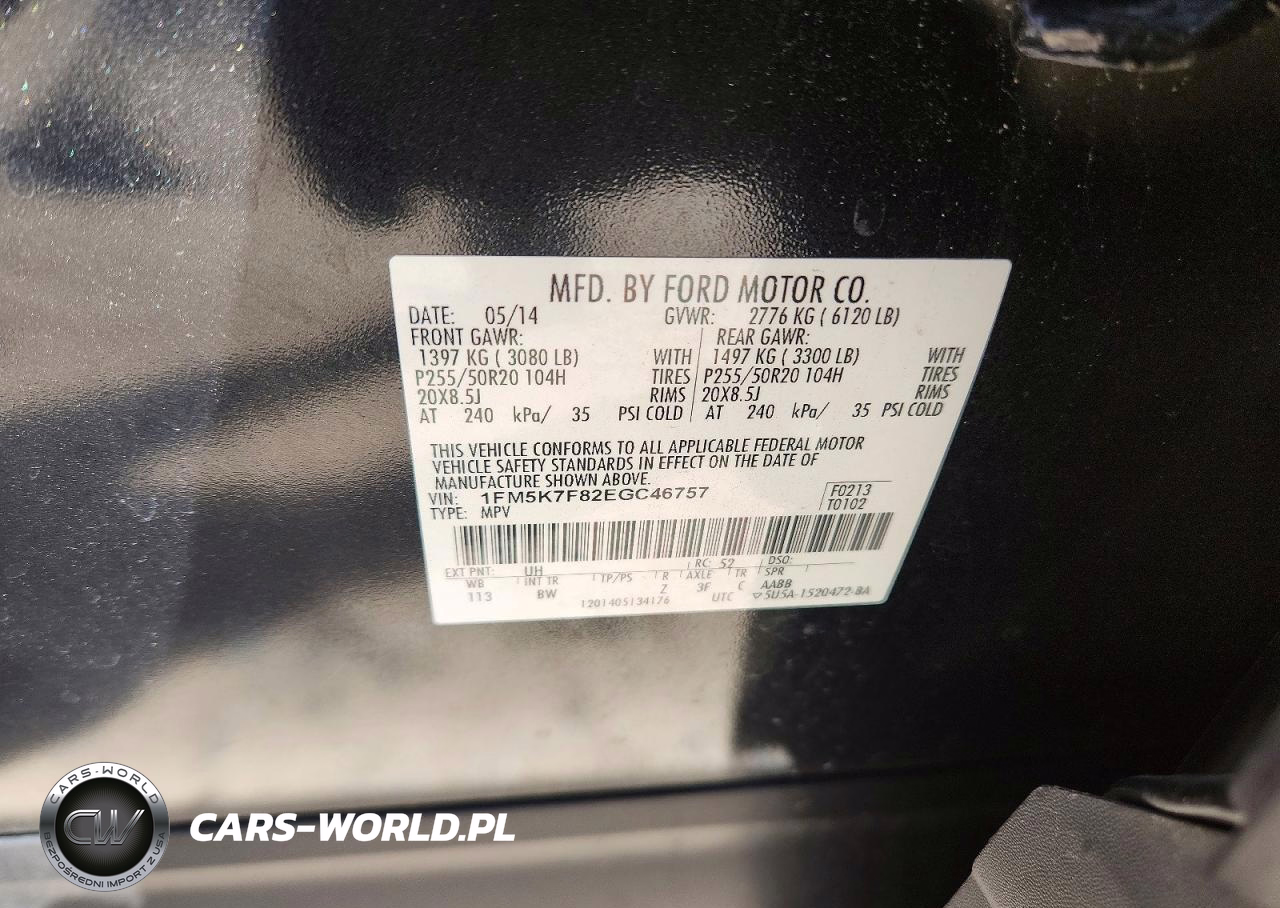 MFD. BY FORD MOTOR CO.
DATE: 05/14 GVWR: 2776 KG ( 6120 LB)
FRONT GAWR: REAR GAWR:
1397 KG ( 3080 LB) WITH 1497 KG ( 3300 LB) WITH
P255/50R20 104H TIRES P255/50R20 104H TIRES
20X8.5J RIMS 20X8.5J RIMS
AT 240 kPa/ 35 PSI COLD AT 240 kPa/ 35 PSI COLD
THIS VEHICLE CONFORMS TO ALL APPLICABLE FEDERAL MOTOR
VEHICLE SAFETY STANDARDS IN EFFECT ON THE DATE OF
MANUFACTURE SHOWN ABOVE.
VIN: 1FM5K7F82EGC46757 F0213
TYPE: MPV T0102
EXT PNT: UH RC: 52 DSO:
WB INT TR TP/PS R AXLE TR SPR
113 BW Z 3F C AABB
1201405134176 UTC ▽5U5A-1520472-BA
CARS-WORLD
CW
BEZPOŚREDNI IMPORT Z USA
CARS-WORLD.PL